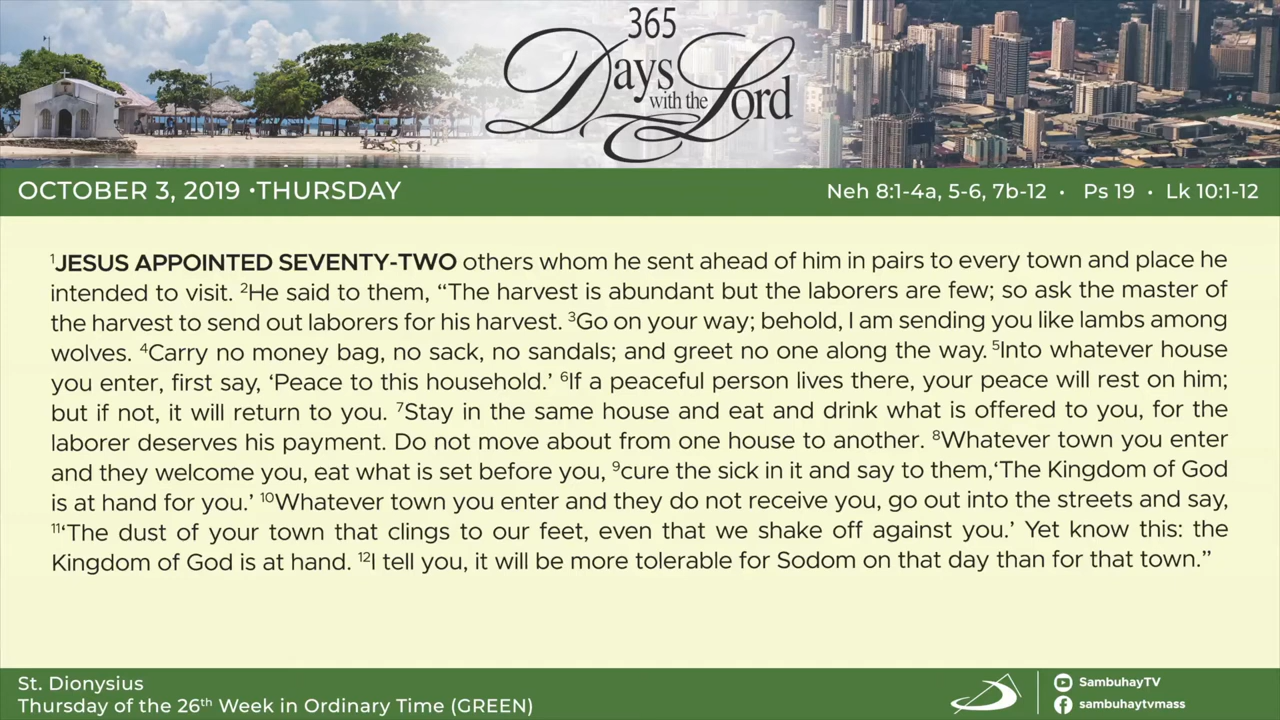 365
Days
with the
Lord
OCTOBER 3, 2019 •THURSDAY
Neh 8:1-4a, 5-6, 7b-12 • Ps 19 • Lk 10:1-12
¹JESUS APPOINTED SEVENTY-TWO others whom he sent ahead of him in pairs to every town and place he
intended to visit. ²He said to them, “The harvest is abundant but the laborers are few; so ask the master of
the harvest to send out laborers for his harvest. ³Go on your way; behold, I am sending you like lambs among
wolves. ⁴Carry no money bag, no sack, no sandals; and greet no one along the way. ⁵Into whatever house
you enter, first say, ‘Peace to this household.’ ⁶If a peaceful person lives there, your peace will rest on him;
but if not, it will return to you. ⁷Stay in the same house and eat and drink what is offered to you, for the
laborer deserves his payment. Do not move about from one house to another. ⁸Whatever town you enter
and they welcome you, eat what is set before you, ⁹cure the sick in it and say to them,‘The Kingdom of God
is at hand for you.’ ¹⁰Whatever town you enter and they do not receive you, go out into the streets and say,
¹¹‘The dust of your town that clings to our feet, even that we shake off against you.’ Yet know this: the
Kingdom of God is at hand. ¹²I tell you, it will be more tolerable for Sodom on that day than for that town.”
St. Dionysius
Thursday of the 26ᵗʰ Week in Ordinary Time (GREEN)
SambuhayTV
sambuhaytvmass